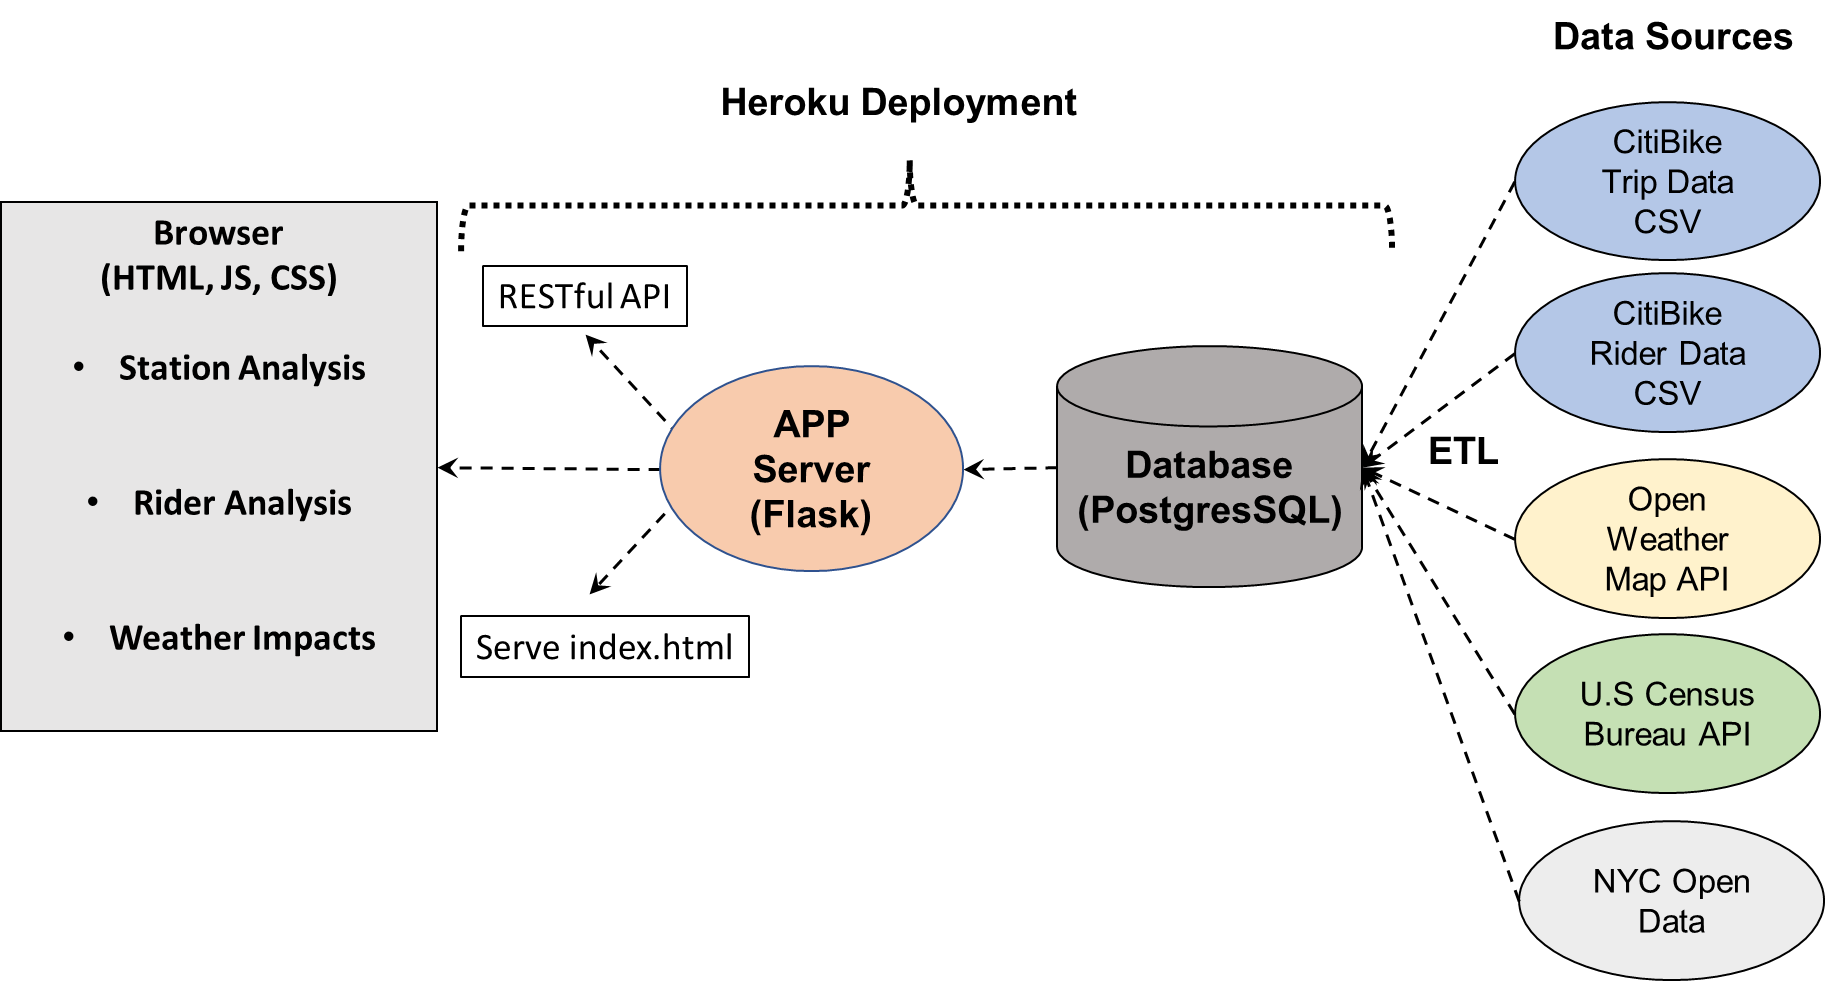 Data Sources
Heroku Deployment
Browser
(HTML, JS, CSS)
• Station Analysis
• Rider Analysis
• Weather Impacts
RESTful API
APP
Server
(Flask)
Serve index.html
Database
(PostgresSQL)
ETL
CitiBike
Trip Data
CSV
CitiBike
Rider Data
CSV
Open
Weather
Map API
U.S Census
Bureau API
NYC Open
Data